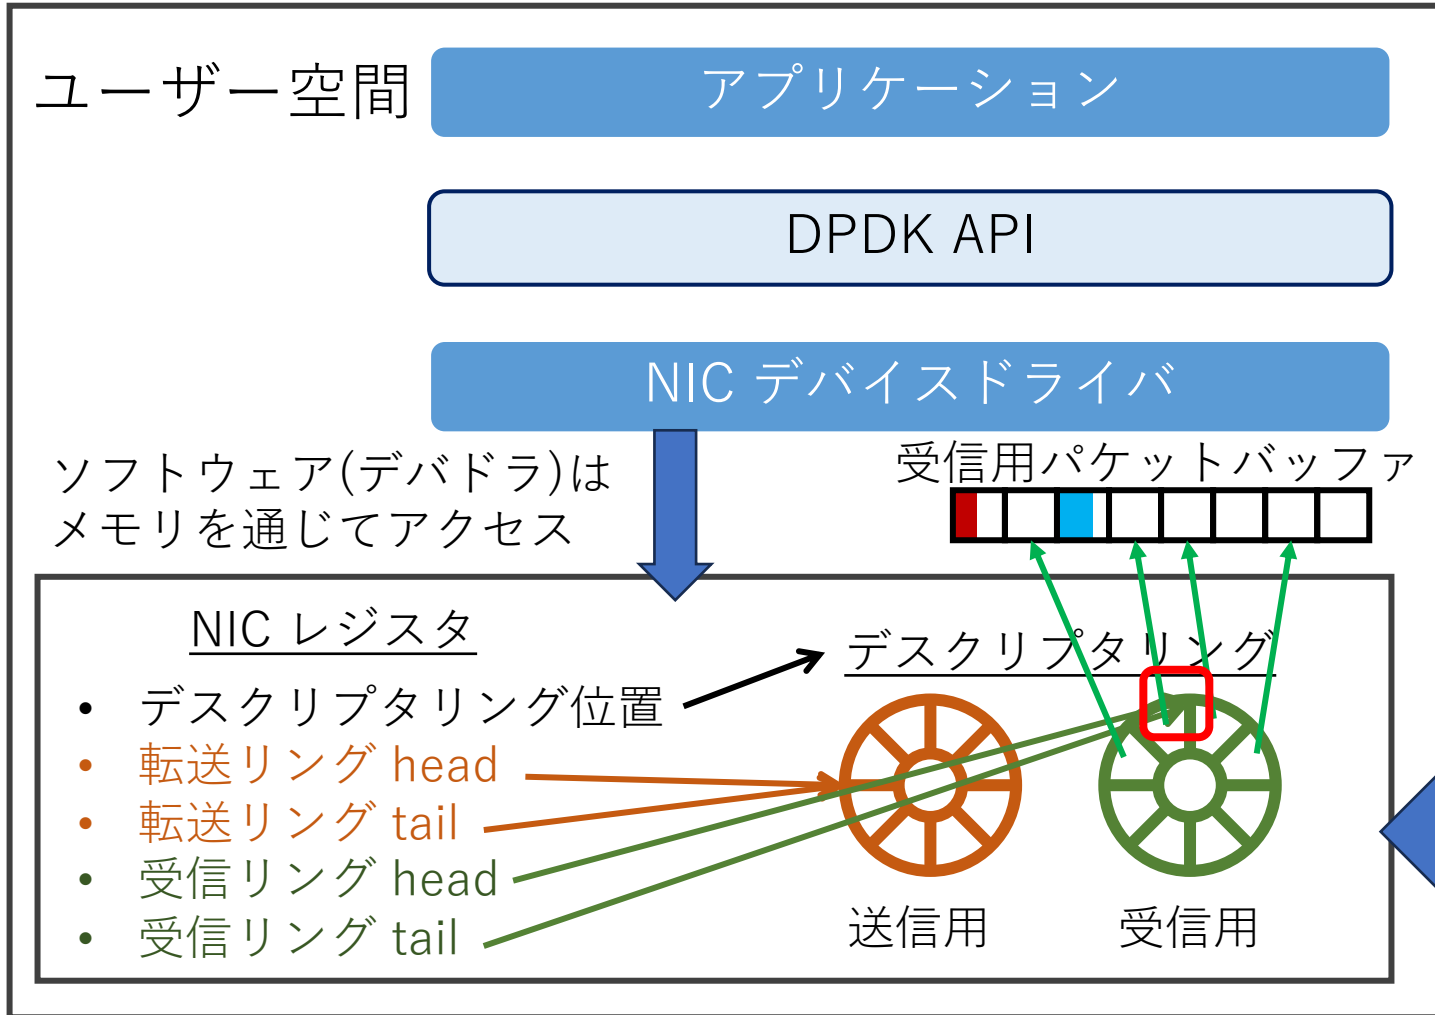 ユーザー空間
アプリケーション
DPDK API
NIC デバイスドライバ
ソフトウェア(デバドラ)は
メモリを通じてアクセス
受信用パケットバッファ
NIC レジスタ
• デスクリプタリング位置
• 転送リング head
• 転送リング tail
• 受信リング head
• 受信リング tail
デスクリプタリング
送信用
受信用